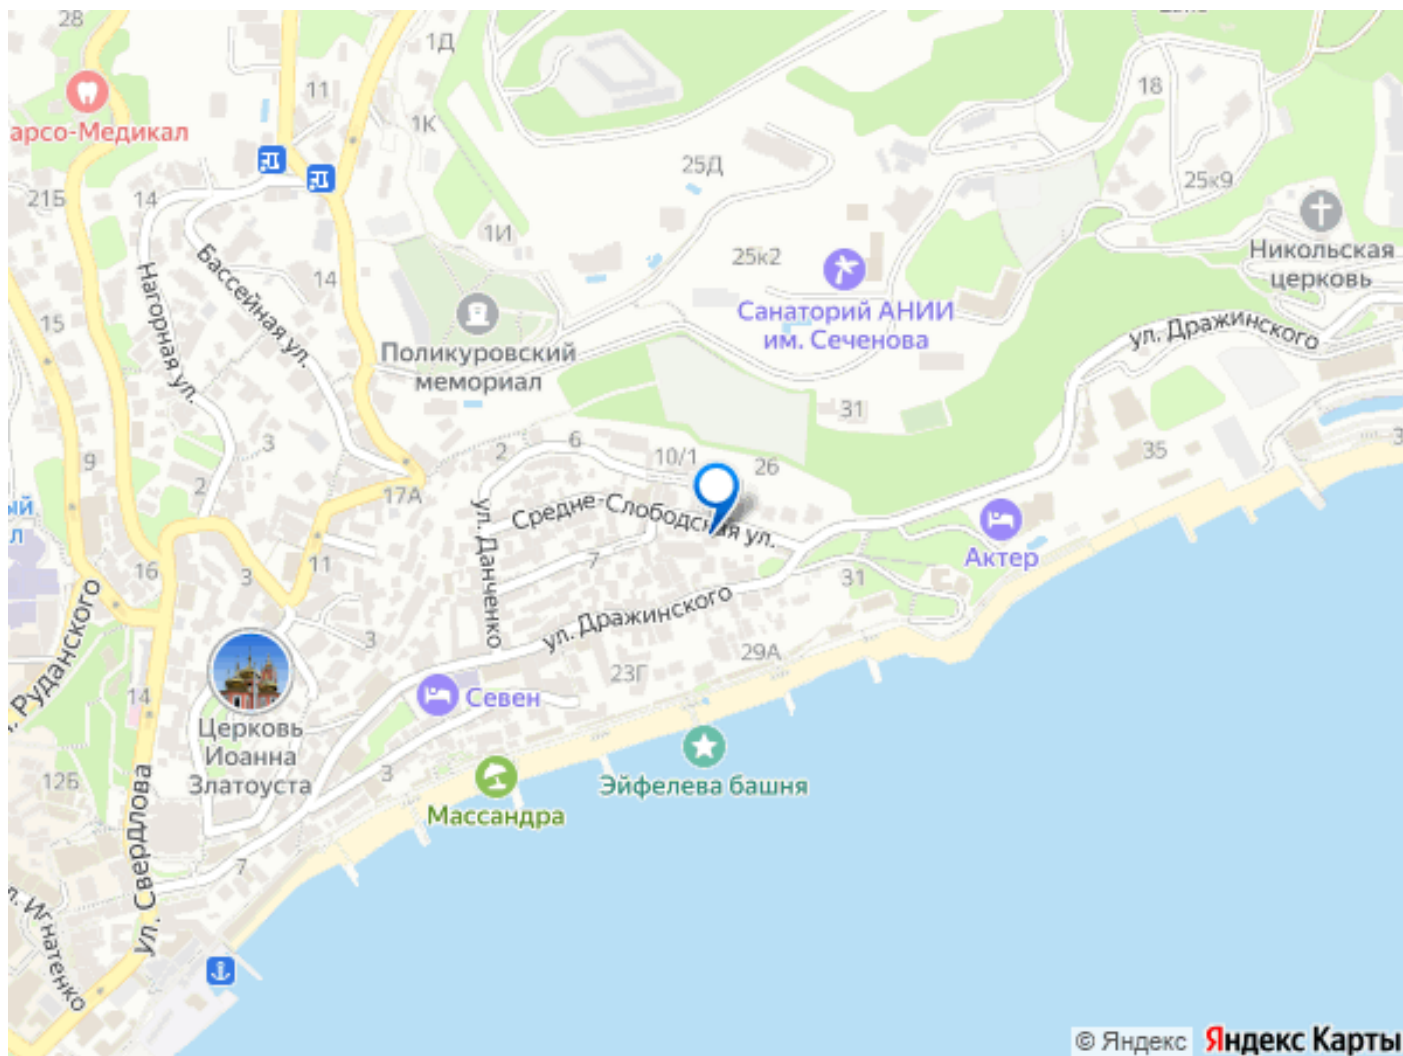 28
1Д
11
1К
арсо-Медикал
18
25Д
21Б
14
25к9
1И
Никольская
церковь
Бассейная ул.
25к2
14
Нагорная ул.
Санаторий АНИИ
им. Сеченова
15
ул. Дражинского
Поликуровский
мемориал
31
3
2
6
10/1
26
35
9
2
17А
ый
л
Средне-Слободская ул.
ул. Данченко
Актер
11
7
16
3
31
ул. Дражинского
3
29А
23Г
Руданского
14
Севен
Церковь
Иоанна
Златоуста
12Б
3
Эйфелева башня
Массандра
ул. Свердлова
7
л. Игнатенко
© Яндекс
Яндекс Карты